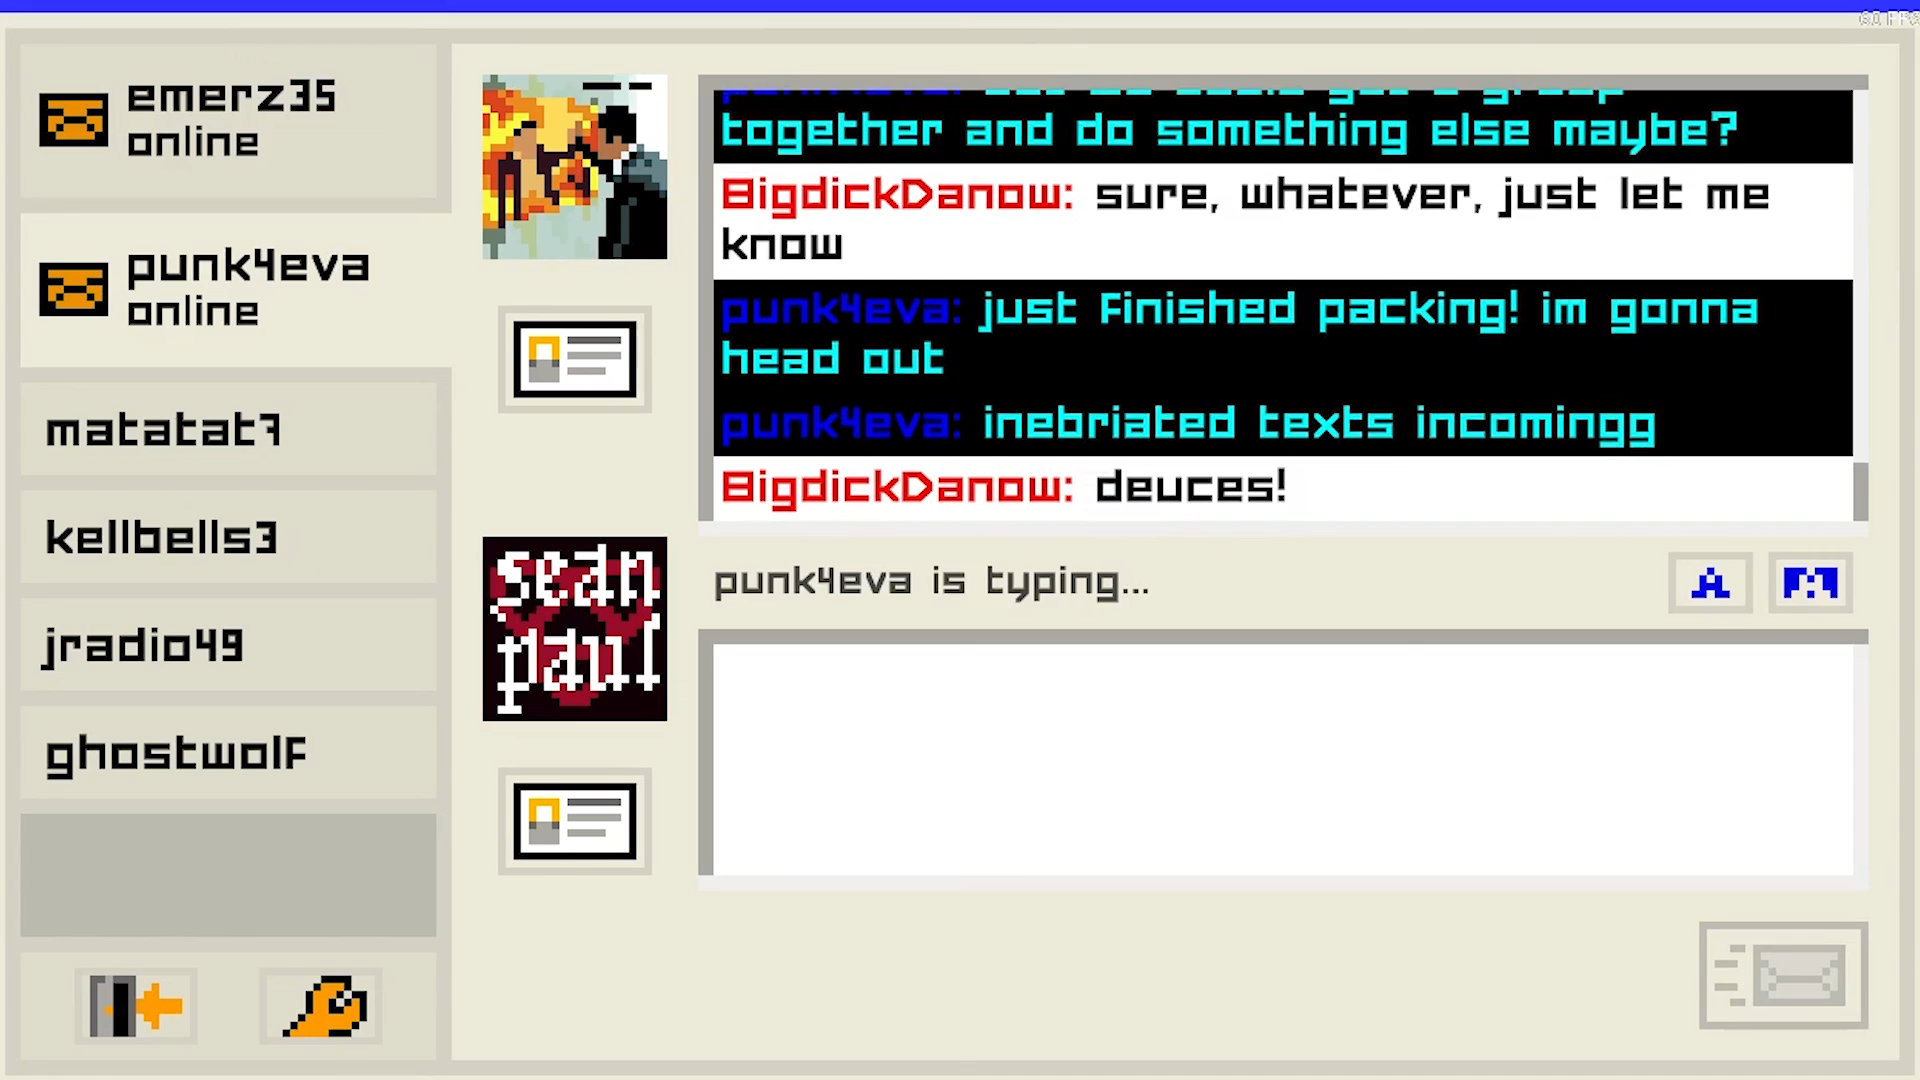 60 FPS
emerz35
online
punk4eva
online
matatat7
kellbells3
jradio49
ghostwolf
together and do something else maybe?
BigdickDanow: sure, whatever, just let me
know
punk4eva: just finished packing! im gonna
head out
punk4eva: inebriated texts incomingg
BigdickDanow: deuces!
sean
paul
punk4eva is typing...
A